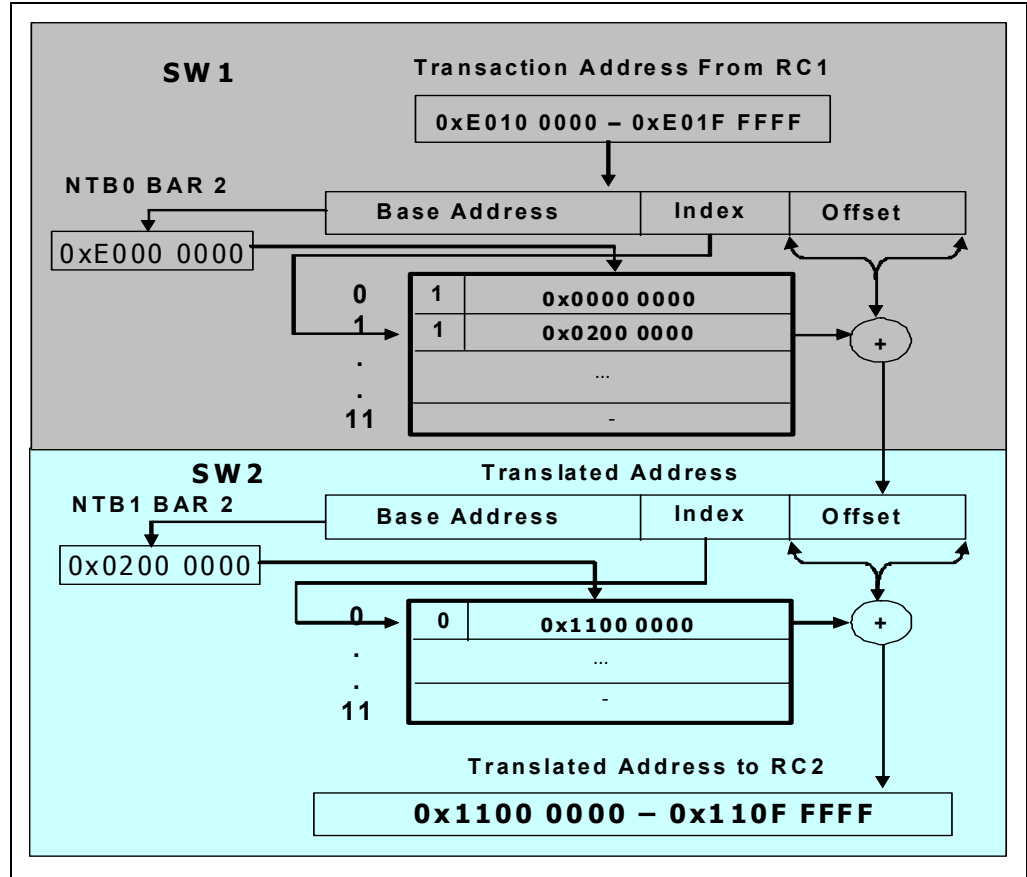 SW1
Transaction Address From RC1
0xE010 0000 – 0xE01F FFFF
NTB0 BAR 2
Base Address Index Offset
0xE000 0000
0 1 0x0000 0000
1 1 0x0200 0000
. ...
.
11 -
+
SW2
Translated Address
NTB1 BAR 2
Base Address Index Offset
0x0200 0000
0 0 0x1100 0000
. ...
.
11 -
+
Translated Address to RC2
0x1100 0000 – 0x110F FFFF